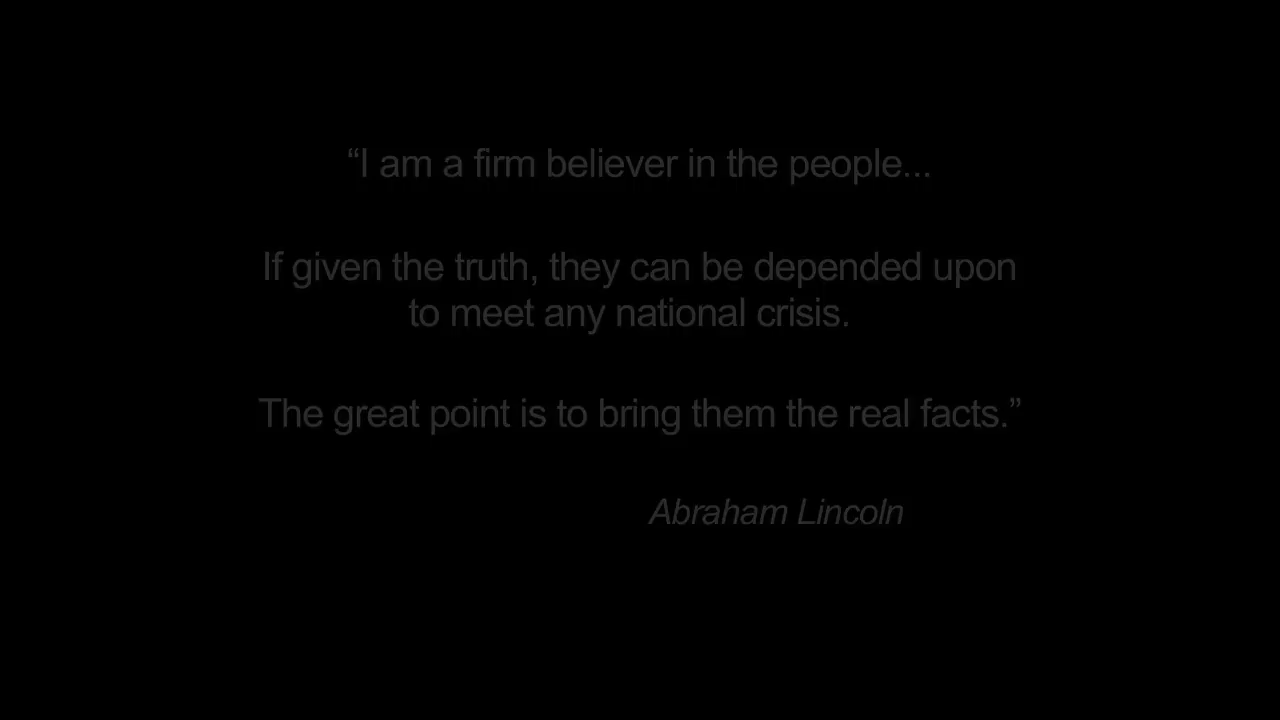 “I am a firm believer in the people...
If given the truth, they can be depended upon
to meet any national crisis.
The great point is to bring them the real facts.”
Abraham Lincoln